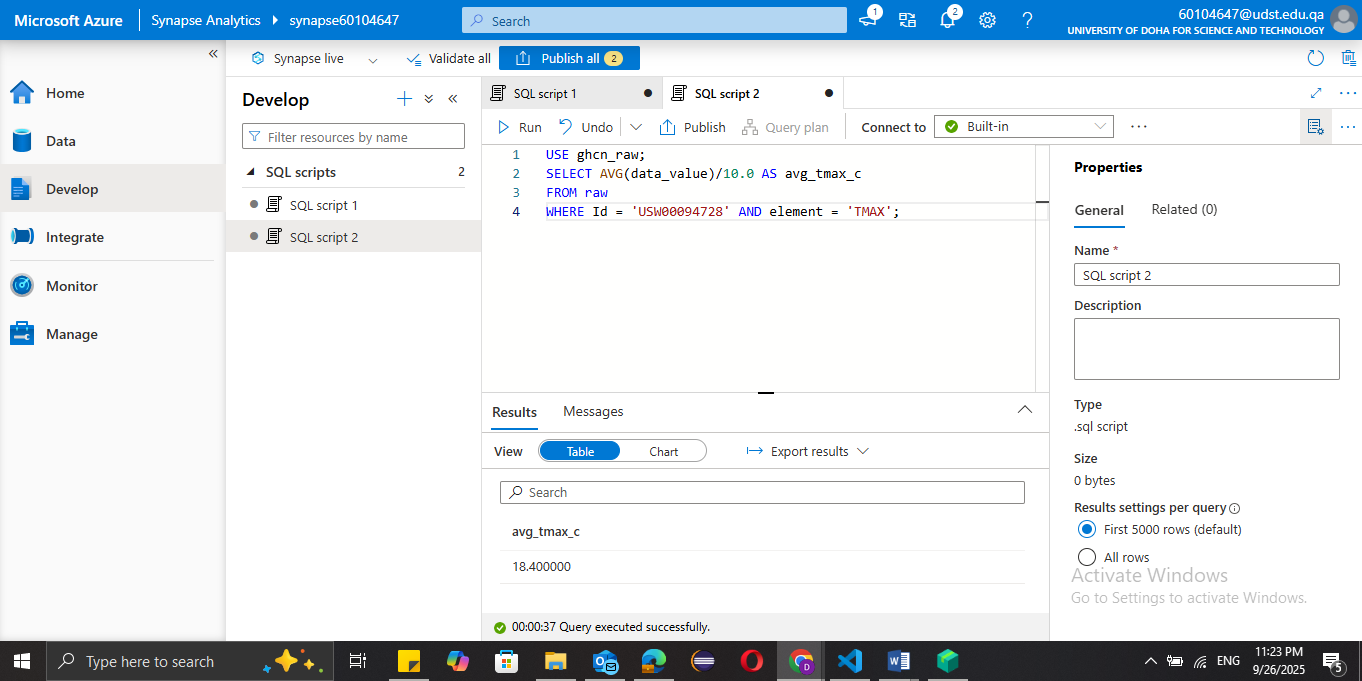 Microsoft Azure
Synapse Analytics
synapse60104647
Search
1
2
60104647@udst.edu.qa
UNIVERSITY OF DOHA FOR SCIENCE AND TECHNOLOGY
Home
Data
Develop
Integrate
Monitor
Manage
Synapse live
Validate all
Publish all 2
Develop
Filter resources by name
SQL scripts 2
SQL script 1
SQL script 2
SQL script 1
SQL script 2
Run
Undo
Publish
Query plan
Connect to
Built-in
1 USE ghcn_raw;
2 SELECT AVG(data_value)/10.0 AS avg_tmax_c
3 FROM raw
4 WHERE Id = 'USW00094728' AND element = 'TMAX';
Results
Messages
View
Table
Chart
Export results
Search
avg_tmax_c
18.400000
00:00:37 Query executed successfully.
Properties
General
Related (0)
Name *
SQL script 2
Description
Type
.sql script
Size
0 bytes
Results settings per query
First 5000 rows (default)
All rows
Activate Windows
Go to Settings to activate Windows.
Type here to search
D
ENG
11:23 PM
9/26/2025
5